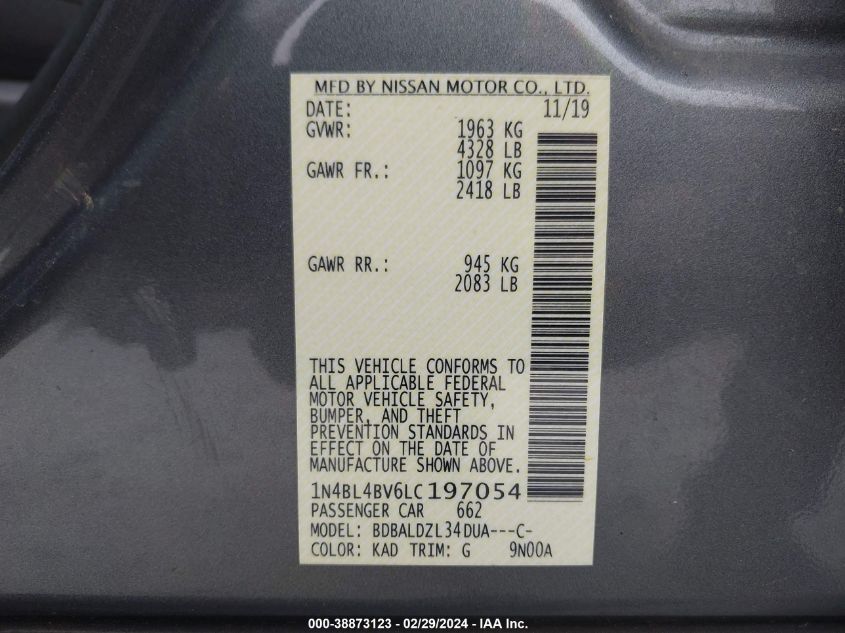 MFD BY NISSAN MOTOR CO., LTD.
DATE: 11/19
GVWR: 1963 KG
4328 LB
GAWR FR.: 1097 KG
2418 LB
GAWR RR.: 945 KG
2083 LB
THIS VEHICLE CONFORMS TO
ALL APPLICABLE FEDERAL
MOTOR VEHICLE SAFETY,
BUMPER, AND THEFT
PREVENTION STANDARDS IN
EFFECT ON THE DATE OF
MANUFACTURE SHOWN ABOVE.
1N4BL4BV6LC197054
PASSENGER CAR 662
MODEL: BDBALDZL34DUA---C-
COLOR: KAD TRIM: G 9N00A
000-38873123 - 02/29/2024 - IAA Inc.